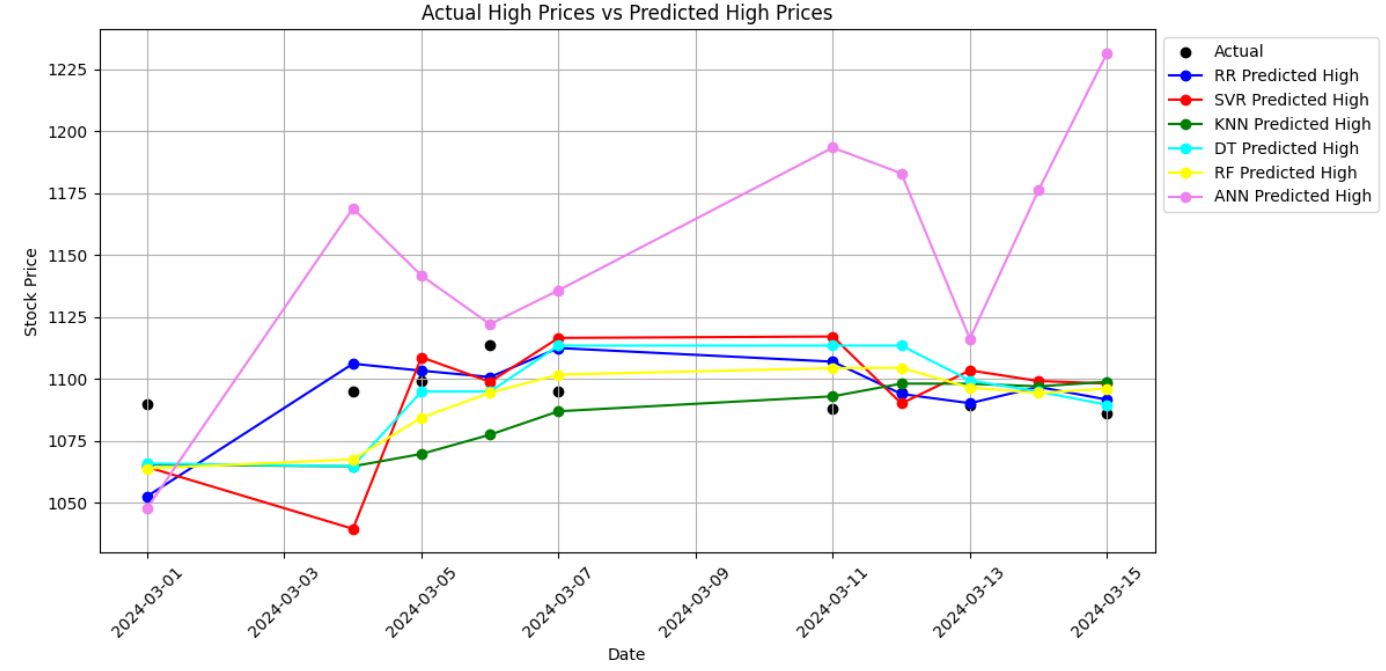 Actual High Prices vs Predicted High Prices
Stock Price
1225
1200
1175
1150
1125
1100
1075
1050
2024-03-01
2024-03-03
2024-03-05
2024-03-07
2024-03-09
2024-03-11
2024-03-13
2024-03-15
Date
Actual
RR Predicted High
SVR Predicted High
KNN Predicted High
DT Predicted High
RF Predicted High
ANN Predicted High